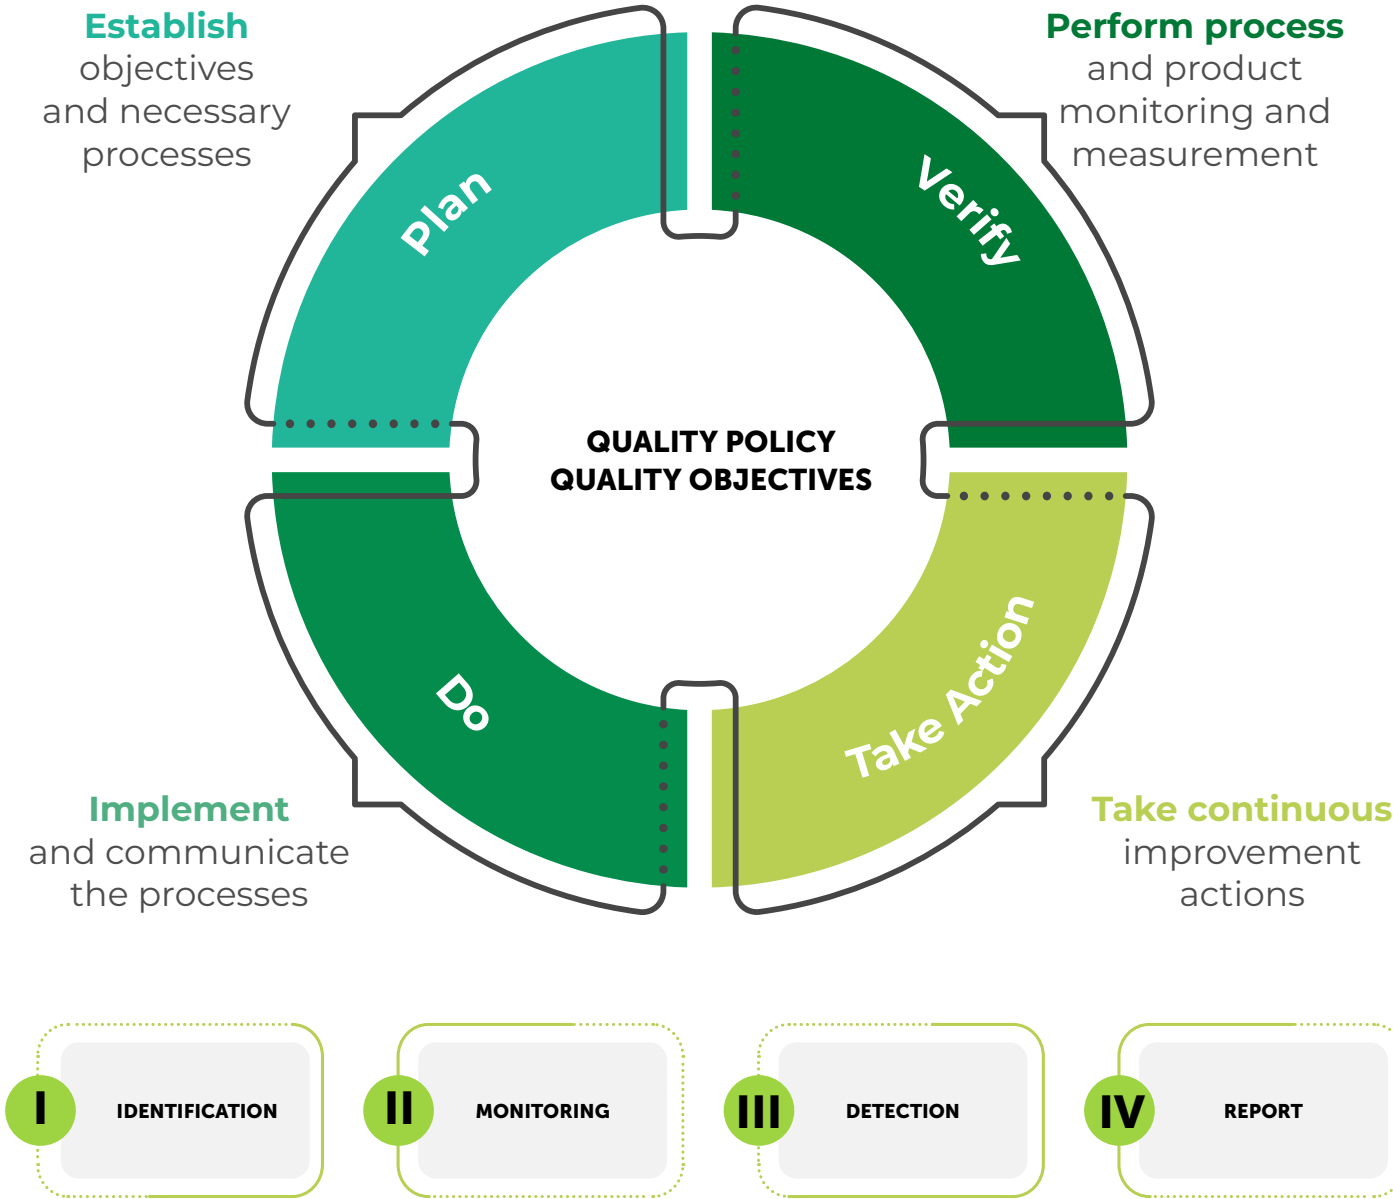 Establish
objectives
and necessary
processes
Perform process
and product
monitoring and
measurement
Plan
Verify
QUALITY POLICY
QUALITY OBJECTIVES
Do
Take Action
Implement
and communicate
the processes
Take continuous
improvement
actions
I
IDENTIFICATION
II
MONITORING
III
DETECTION
IV
REPORT